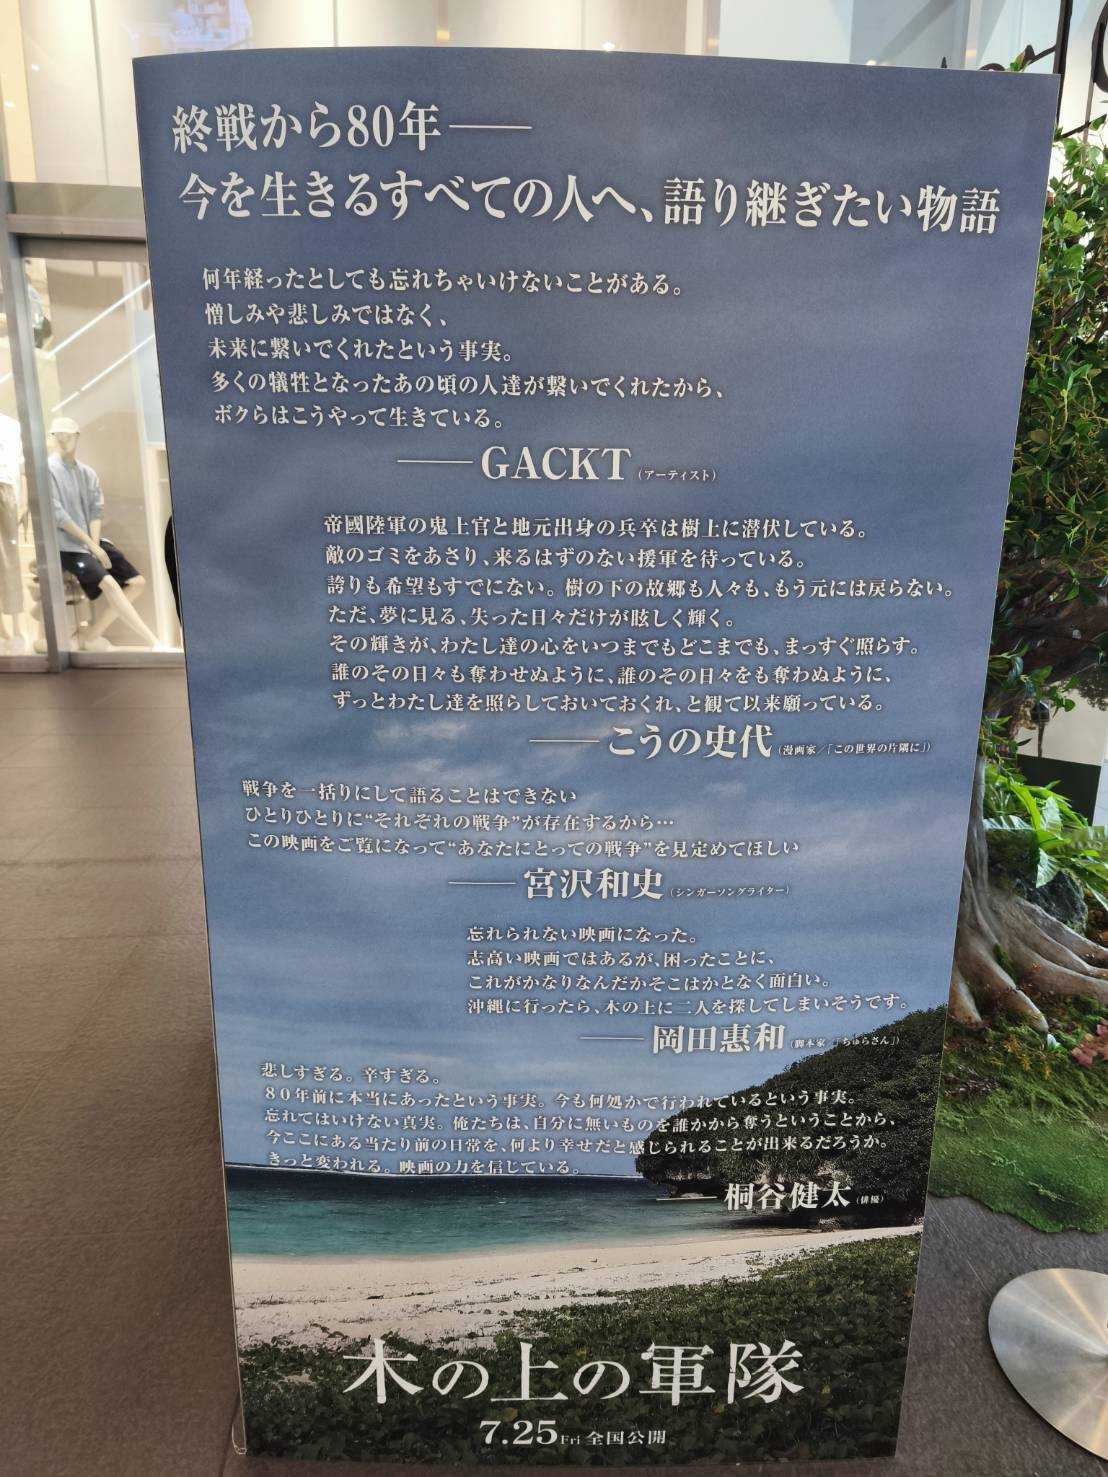 終戦から80年――
今を生きるすべての人へ、語り継ぎたい物語
何年経ったとしても忘れちゃいけないことがある。
憎しみや悲しみではなく、
未来に繋いでくれたという事実。
多くの犠牲となったあの頃の人達が繋いでくれたから、
ボクらはこうやって生きている。
――GACKT(アーティスト)
帝國陸軍の鬼上官と地元出身の兵卒は樹上に潜伏している。
敵のゴミをあさり、来るはずのない援軍を待っている。
誇りも希望もすでにない。樹の下の故郷も人々も、もう元には戻らない。
ただ、夢に見る、失った日々だけが眩しく輝く。
その輝きが、わたし達の心をいつまでもどこまでも、まっすぐ照らす。
誰のその日々も奪わせぬように、誰のその日々をも奪わぬように、
ずっとわたし達を照らしておいておくれ、と観て以来願っている。
――こうの史代(漫画家/「この世界の片隅に」)
戦争を一括りにして語ることはできない
ひとりひとりに“それぞれの戦争”が存在するから…
この映画をご覧になって“あなたにとっての戦争”を見定めてほしい
――宮沢和史(シンガーソングライター)
忘れられない映画になった。
志高い映画ではあるが、困ったことに、
これがかなりなんだかそこはかとなく面白い。
沖縄に行ったら、木の上に二人を探してしまいそうです。
――岡田惠和(脚本家/「ちゅらさん」)
悲しすぎる。辛すぎる。
80年前に本当にあったという事実。今も何処かで行われているという事実。
忘れてはいけない真実。俺たちは、自分に無いものを誰かから奪うということから、
今ここにある当たり前の日常を、何より幸せだと感じられることが出来るだろうか。
きっと変われる。映画の力を信じている。
――桐谷健太(俳優)
木の上の軍隊
7.25Fri 全国公開